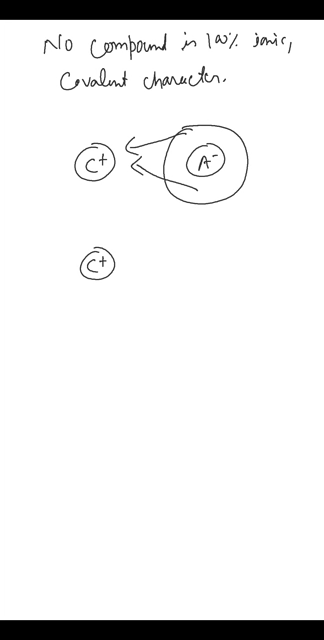 No compound is 100% ionic,
Covalent character.
C+ A-
C+